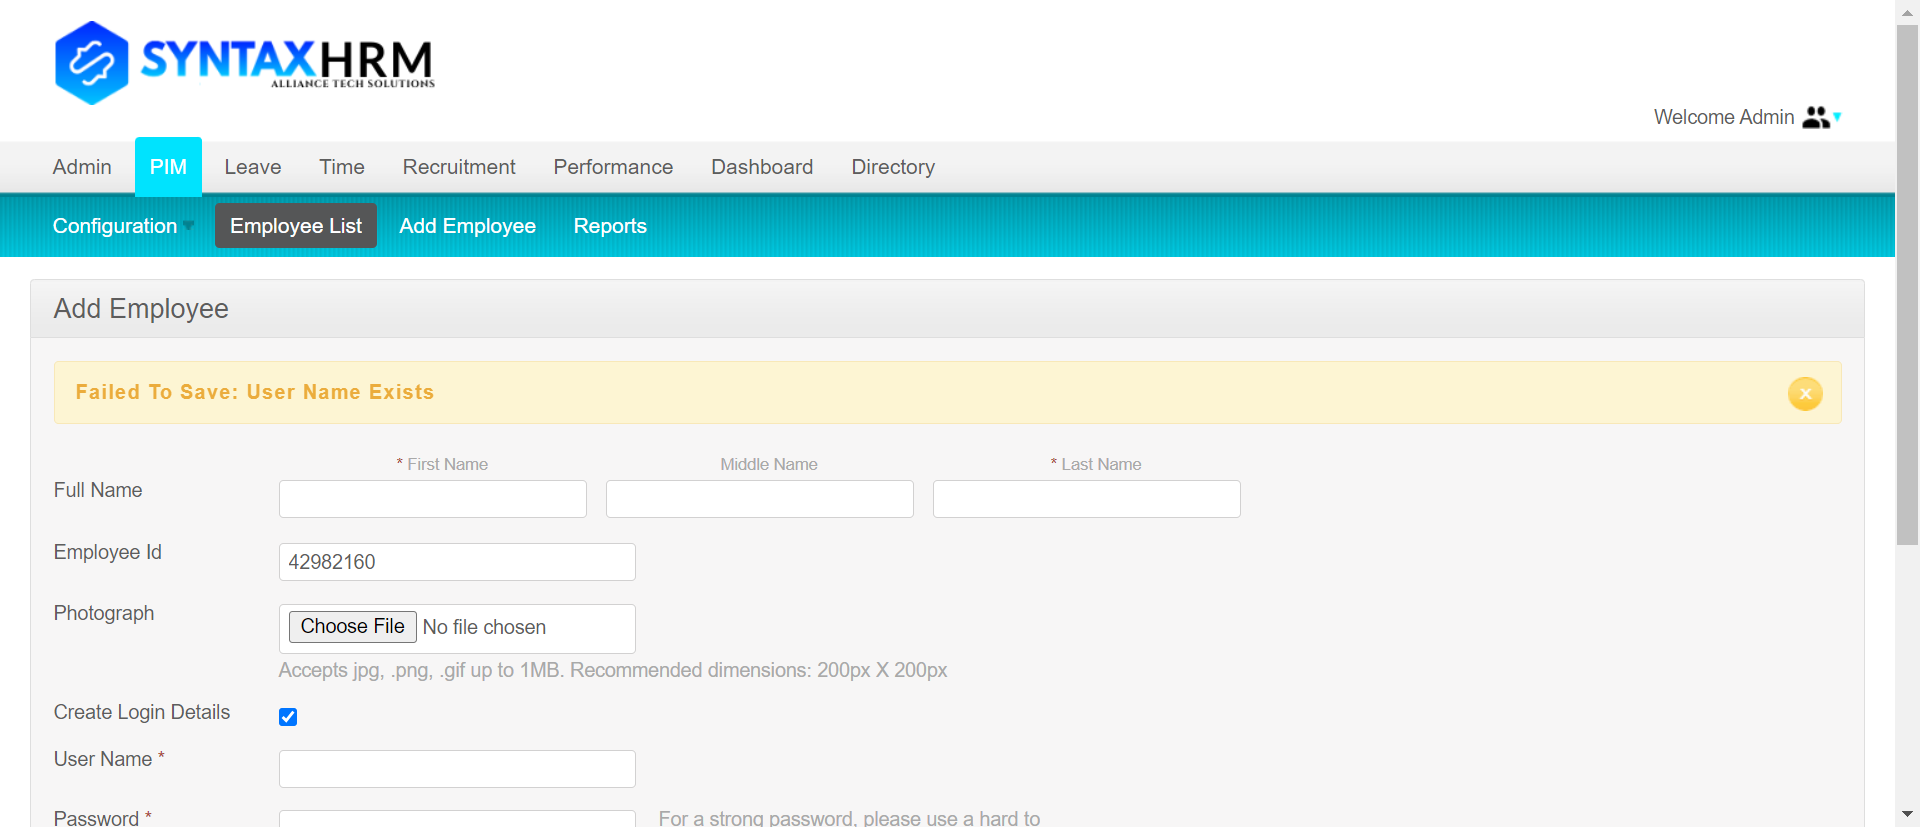 SYNTAXHRM
ALLIANCE TECH SOLUTIONS
Welcome Admin
Admin PIM Leave Time Recruitment Performance Dashboard Directory
Configuration Employee List Add Employee Reports
Add Employee
Failed To Save: User Name Exists
* First Name Middle Name * Last Name
Full Name
Employee Id 42982160
Photograph Choose File No file chosen
Accepts jpg, .png, .gif up to 1MB. Recommended dimensions: 200px X 200px
Create Login Details
User Name *
Password * For a strong password, please use a hard to